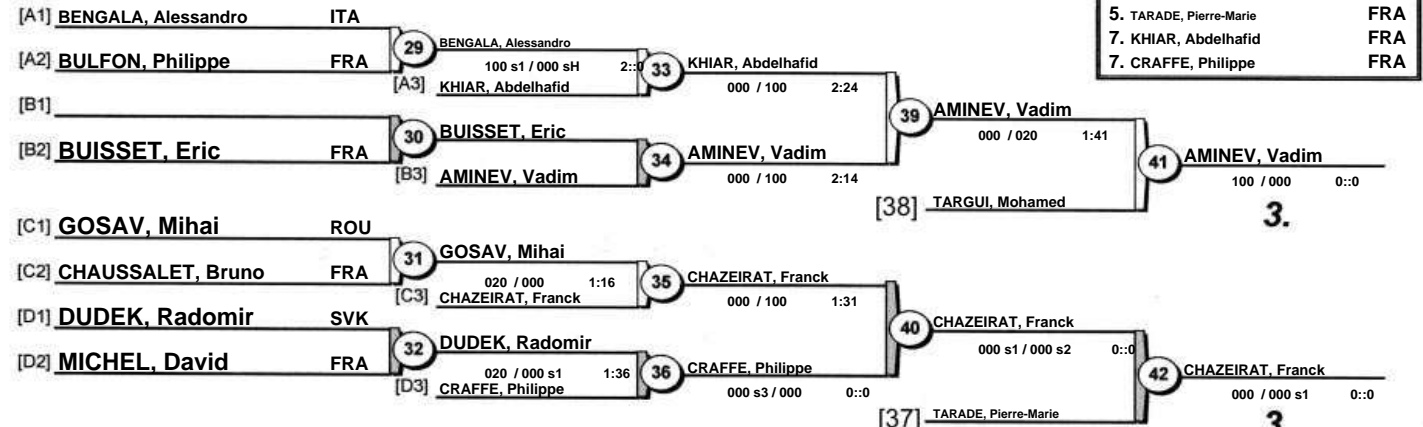 [A1] BENGALA, Alessandro ITA
5. TARADE, Pierre-Marie FRA
29
BENGALA, Alessandro
7. KHIAR, Abdelhafid FRA
[A2] BULFON, Philippe FRA
100 s1 / 000 sH 2::0
33
KHIAR, Abdelhafid
7. CRAFFE, Philippe FRA
[A3] KHIAR, Abdelhafid
000 / 100 2:24
[B1]
39
AMINEV, Vadim
30
BUISSET, Eric
000 / 020 1:41
[B2] BUISSET, Eric FRA
34
AMINEV, Vadim
41
AMINEV, Vadim
[B3] AMINEV, Vadim
000 / 100 2:14
100 / 000 0::0
[38] TARGUI, Mohamed
3.
[C1] GOSAV, Mihai ROU
31
GOSAV, Mihai
[C2] CHAUSSALET, Bruno FRA
020 / 000 1:16
35
CHAZEIRAT, Franck
[C3] CHAZEIRAT, Franck
000 / 100 1:31
[D1] DUDEK, Radomir SVK
40
CHAZEIRAT, Franck
32
DUDEK, Radomir
000 s1 / 000 s2 0::0
[D2] MICHEL, David FRA
020 / 000 s1 1:36
36
CRAFFE, Philippe
42
CHAZEIRAT, Franck
[D3] CRAFFE, Philippe
000 s3 / 000 0::0
000 / 000 s1 0::0
[37] TARADE, Pierre-Marie
3.